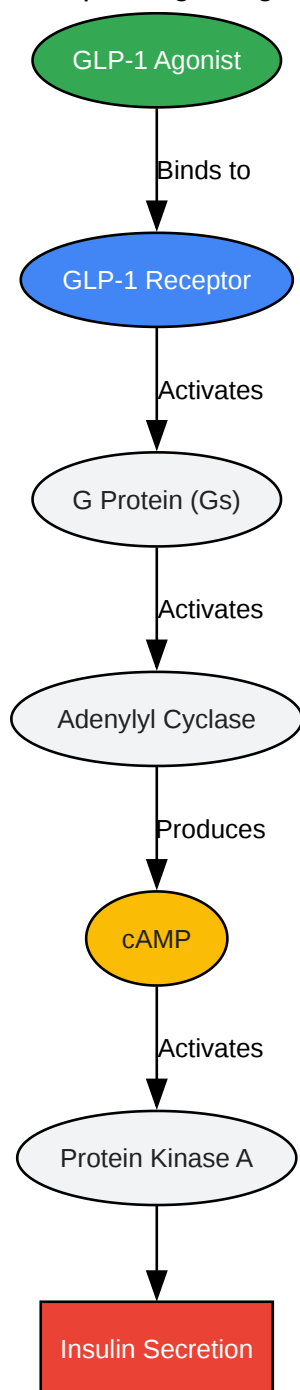 GLP-1 Agonist
Binds to
GLP-1 Receptor
Activates
G Protein (Gs)
Activates
Adenylyl Cyclase
Produces
cAMP
Activates
Protein Kinase A
Insulin Secretion